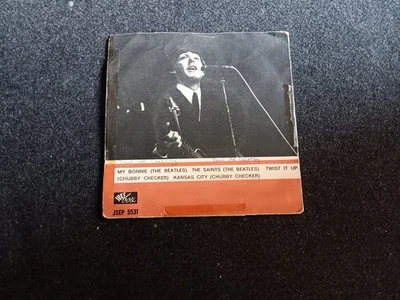 MY BONNIE (THE BEATLES) THE SAINTS (THE BEATLES) TWIST IT UP
(CHUBBY CHECKER) KANSAS CITY (CHUBBY CHECKER)
JSEP 5531